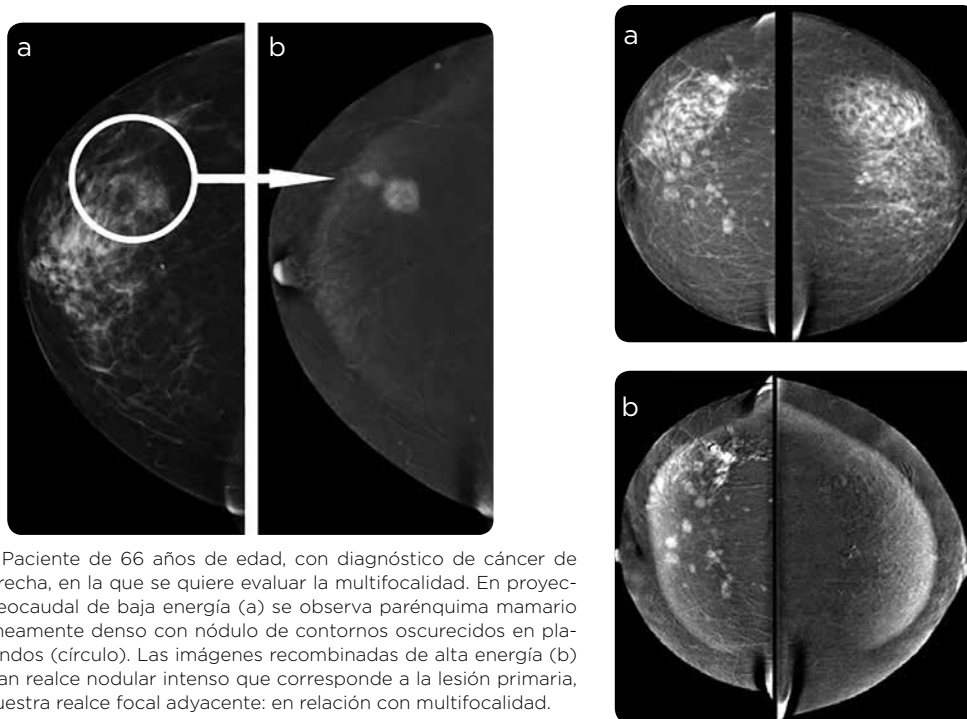 a
b
a
b
Paciente de 66 años de edad, con diagnóstico de cáncer de
recha, en la que se quiere evaluar la multifocalidad. En proyec-
eocaudal de baja energía (a) se observa parénquima mamario
neamente denso con nódulo de contornos oscurecidos en pla-
ndos (círculo). Las imágenes recombinadas de alta energía (b)
an realce nodular intenso que corresponde a la lesión primaria,
uestra realce focal adyacente: en relación con multifocalidad.